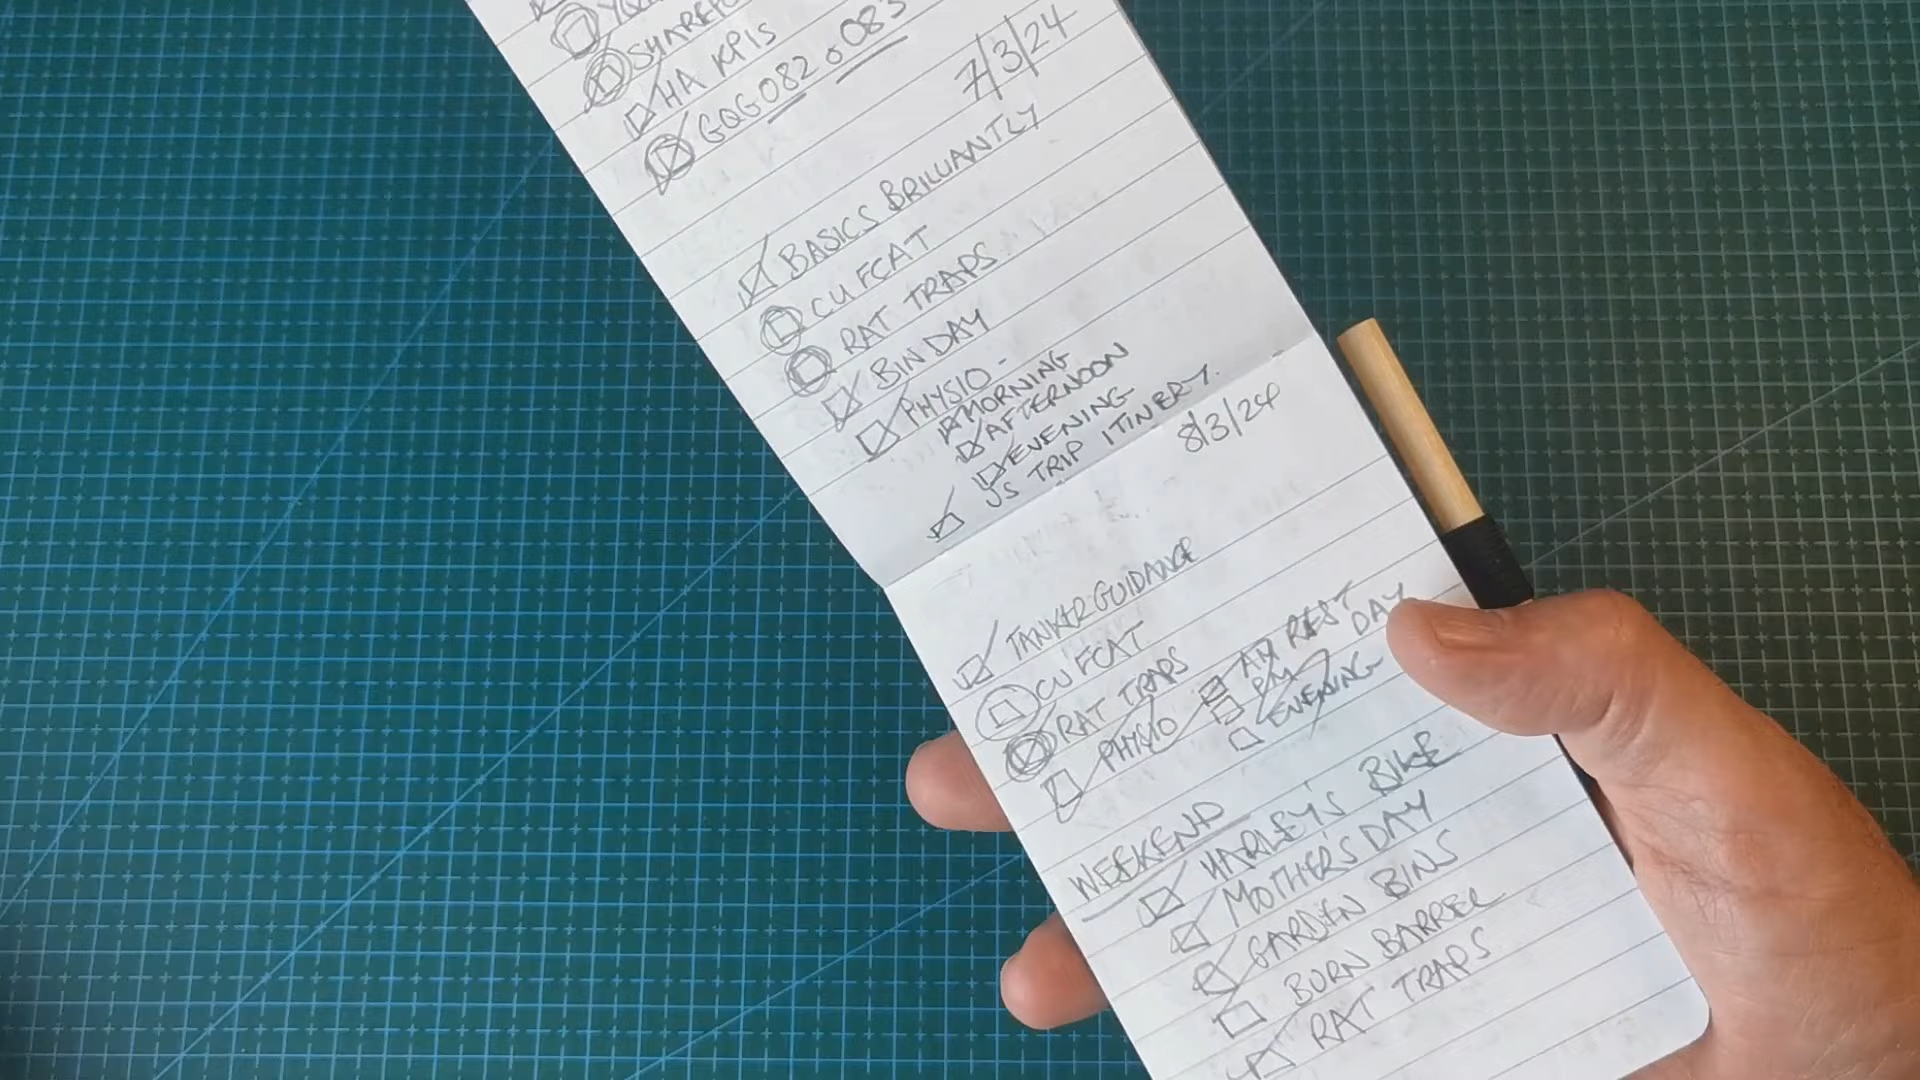 SHAREPO
HA KPIS
GQG082 & 083
7/3/24
BASICS BRILLIANTLY
CU FCAT
RAT TRAPS
BIN DAY
PHYSIO -
MORNING
AFTERNOON
EVENING
JS TRIP ITINERY.
8/3/24
TANKER GUIDANCE
CU FCAT
RAT TRAPS
PHYSIO AM REST
PM DAY
EVENING
WEEKEND
HARLEY'S BIKE
MOTHER'S DAY
GARDEN BINS
BURN BARREL
RAT TRAPS